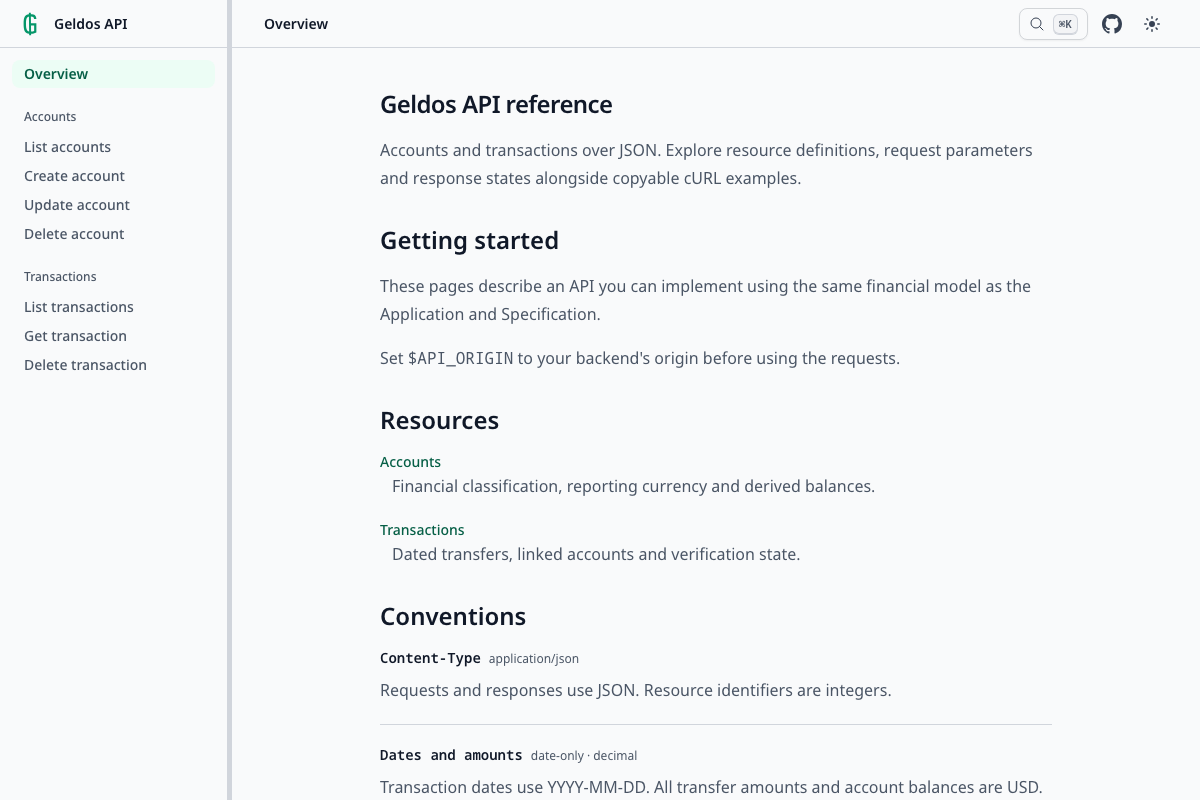 Geldos API
Overview
⌘K
Overview
Accounts
List accounts
Create account
Update account
Delete account
Transactions
List transactions
Get transaction
Delete transaction
Geldos API reference
Accounts and transactions over JSON. Explore resource definitions, request parameters
and response states alongside copyable cURL examples.
Getting started
These pages describe an API you can implement using the same financial model as the
Application and Specification.
Set $API_ORIGIN to your backend's origin before using the requests.
Resources
Accounts
Financial classification, reporting currency and derived balances.
Transactions
Dated transfers, linked accounts and verification state.
Conventions
Content-Type application/json
Requests and responses use JSON. Resource identifiers are integers.
Dates and amounts date-only · decimal
Transaction dates use YYYY-MM-DD. All transfer amounts and account balances are USD.